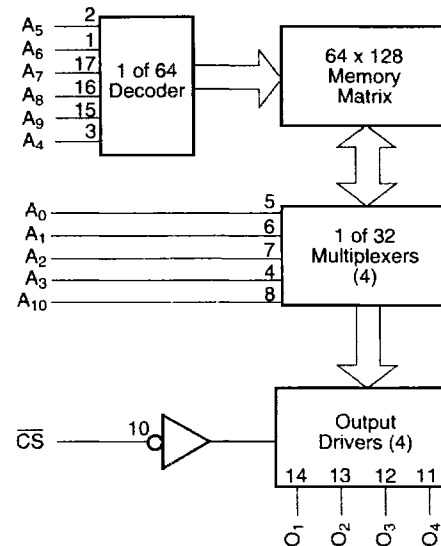 A5 2
A6 1
A7 17
A8 16
A9 15
A4 3
1 of 64
Decoder
64 x 128
Memory
Matrix
A0 5
A1 6
A2 7
A3 4
A10 8
1 of 32
Multiplexers
(4)
CS 10
Output
Drivers (4)
14 13 12 11
O1 O2 O3 O4